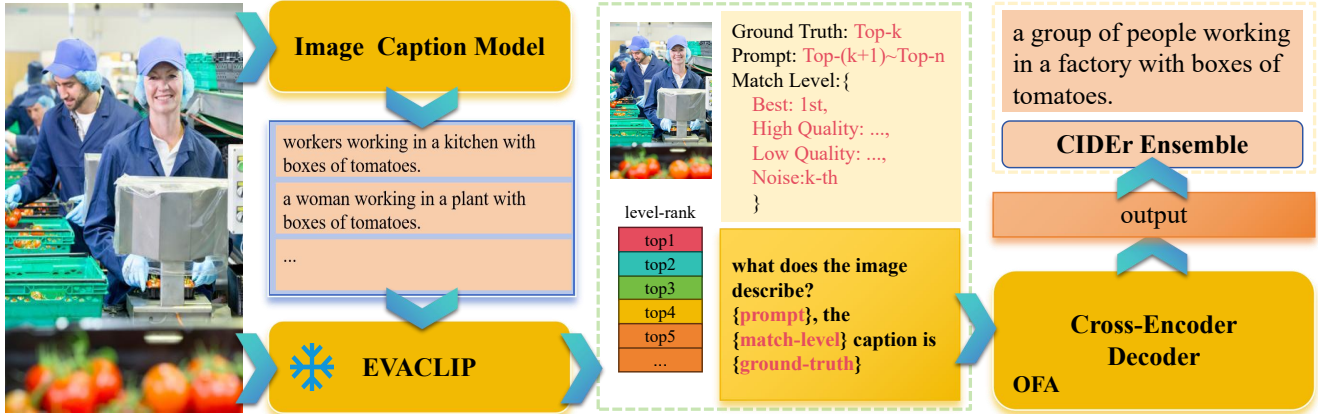 Image Caption Model
workers working in a kitchen with
boxes of tomatoes.
a woman working in a plant with
boxes of tomatoes.
...
EVACLIP
Ground Truth: Top-k
Prompt: Top-(k+1)~Top-n
Match Level:{
Best: 1st,
High Quality: ...,
Low Quality: ...,
Noise:k-th
}
level-rank
top1
top2
top3
top4
top5
...
what does the image
describe?
{prompt}, the
{match-level} caption is
{ground-truth}
a group of people working
in a factory with boxes of
tomatoes.
CIDEr Ensemble
output
Cross-Encoder
Decoder
OFA